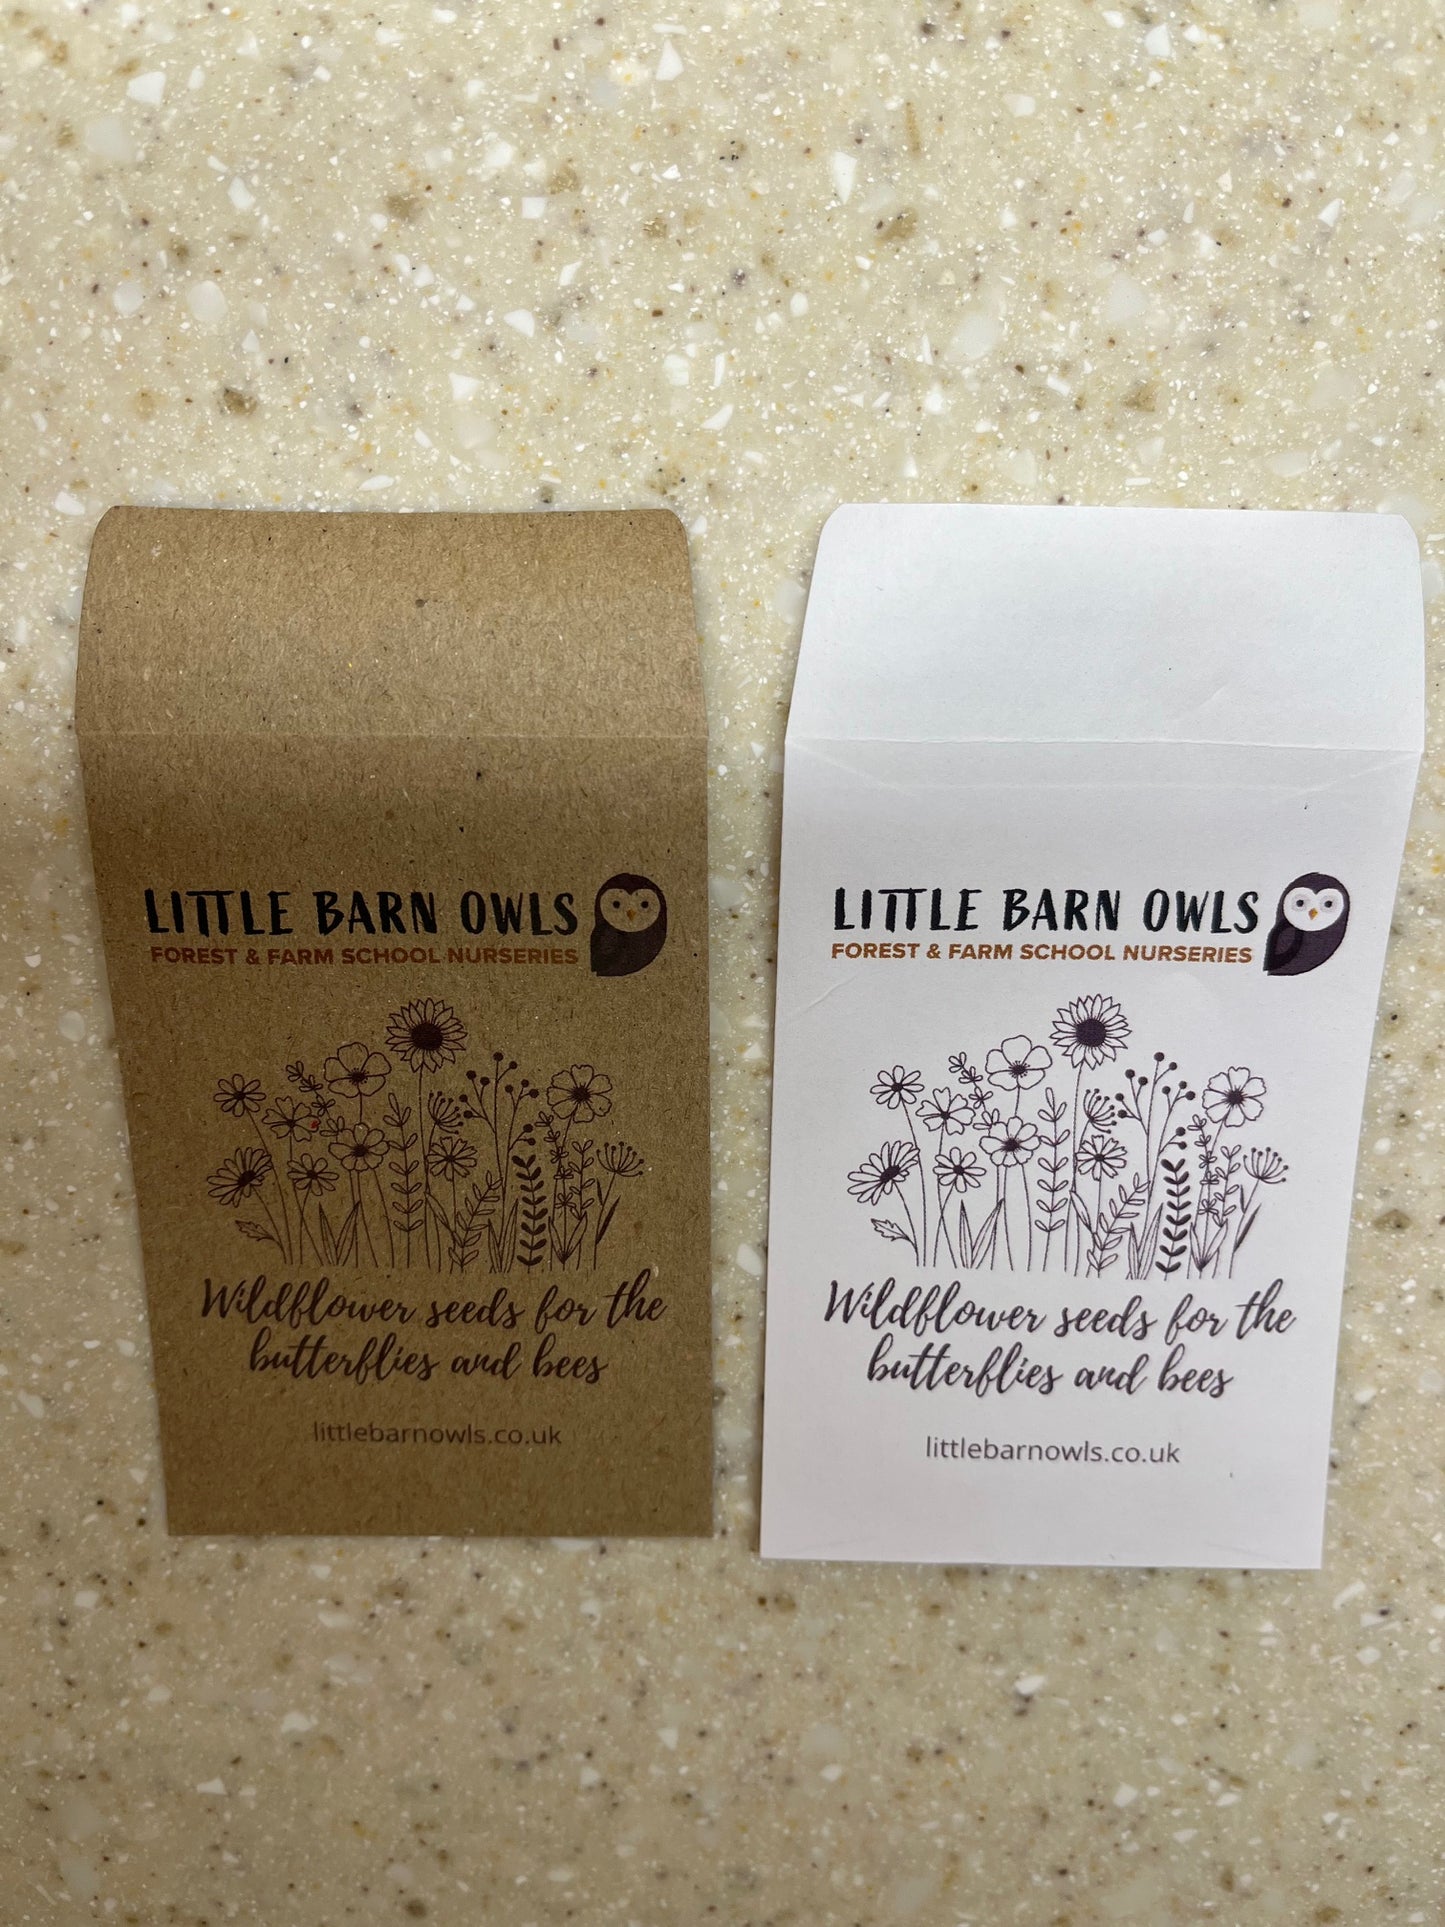 LITTLE BARN OWLS
FOREST & FARM SCHOOL NURSERIES
Wildflower seeds for the
butterflies and bees
littlebarnowls.co.uk
LITTLE BARN OWLS
FOREST & FARM SCHOOL NURSERIES
Wildflower seeds for the
butterflies and bees
littlebarnowls.co.uk